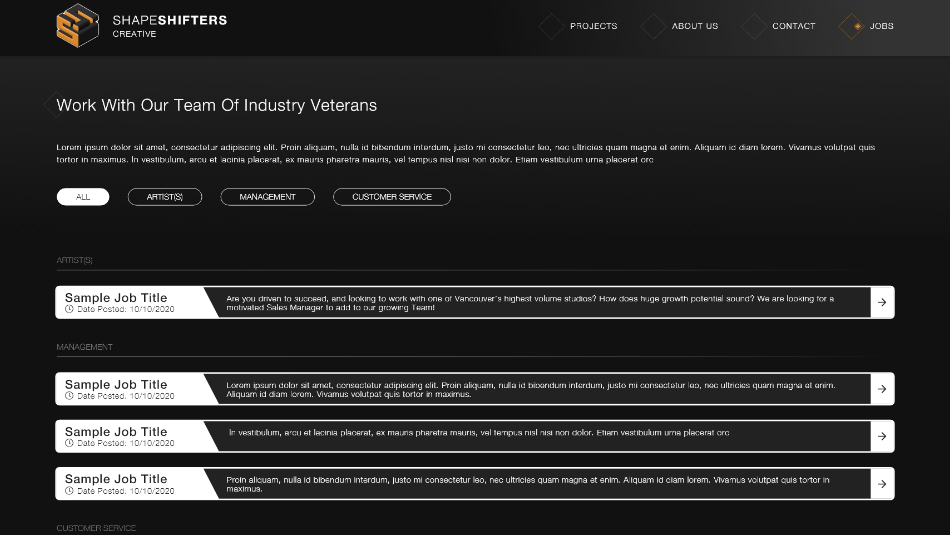 SHAPESHIFTERS
CREATIVE
PROJECTS
ABOUT US
CONTACT
JOBS
Work With Our Team Of Industry Veterans
Lorem ipsum dolor sit amet, consectetur adipiscing elit. Proin aliquam, nulla id bibendum interdum, justo mi consectetur leo, nec ultricies quam magna et enim. Aliquam id diam lorem. Vivamus volutpat quis
tortor in maximus. In vestibulum, arcu et lacinia placerat, ex mauris pharetra mauris, vel tempus nisl nisi non dolor. Etiam vestibulum urna placerat orc
ALL
ARTIST(S)
MANAGEMENT
CUSTOMER SERVICE
ARTIST(S)
Sample Job Title
Date Posted: 10/10/2020
Are you driven to succeed, and looking to work with one of Vancouver's highest volume studios? How does huge growth potential sound? We are looking for a
motivated Sales Manager to add to our growing Team!
MANAGEMENT
Sample Job Title
Date Posted: 10/10/2020
Lorem ipsum dolor sit amet, consectetur adipiscing elit. Proin aliquam, nulla id bibendum interdum, justo mi consectetur leo, nec ultricies quam magna et enim.
Aliquam id diam lorem. Vivamus volutpat quis tortor in maximus.
Sample Job Title
Date Posted: 10/10/2020
In vestibulum, arcu et lacinia placerat, ex mauris pharetra mauris, vel tempus nisl nisi non dolor. Etiam vestibulum urna placerat orc
Sample Job Title
Date Posted: 10/10/2020
Proin aliquam, nulla id bibendum interdum, justo mi consectetur leo, nec ultricies quam magna et enim. Aliquam id diam lorem. Vivamus volutpat quis tortor in
maximus.
CUSTOMER SERVICE